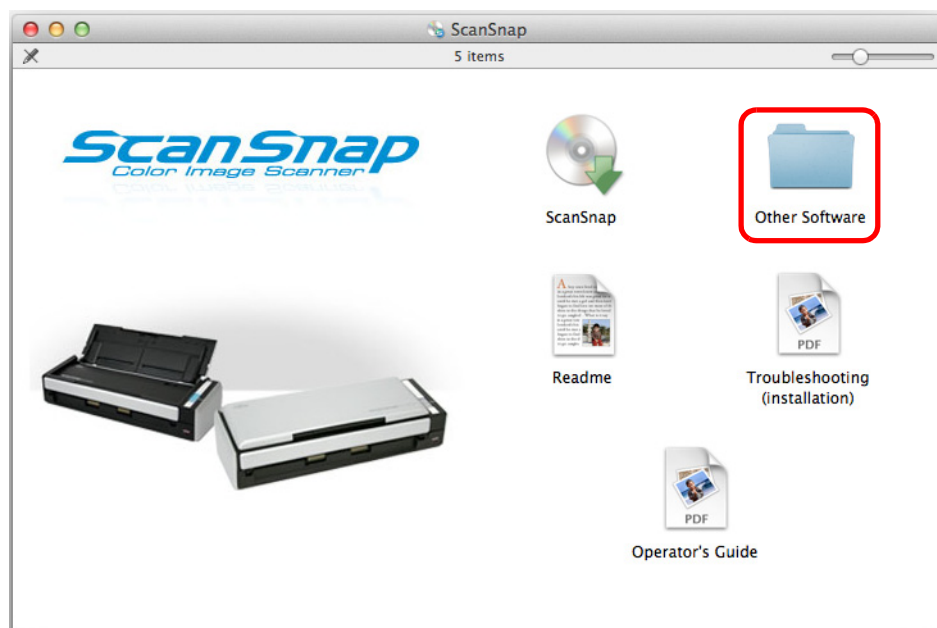 ScanSnap
5 items
ScanSnap
Color Image Scanner
ScanSnap
Other Software
Readme
PDF
Troubleshooting
(installation)
PDF
Operator's Guide